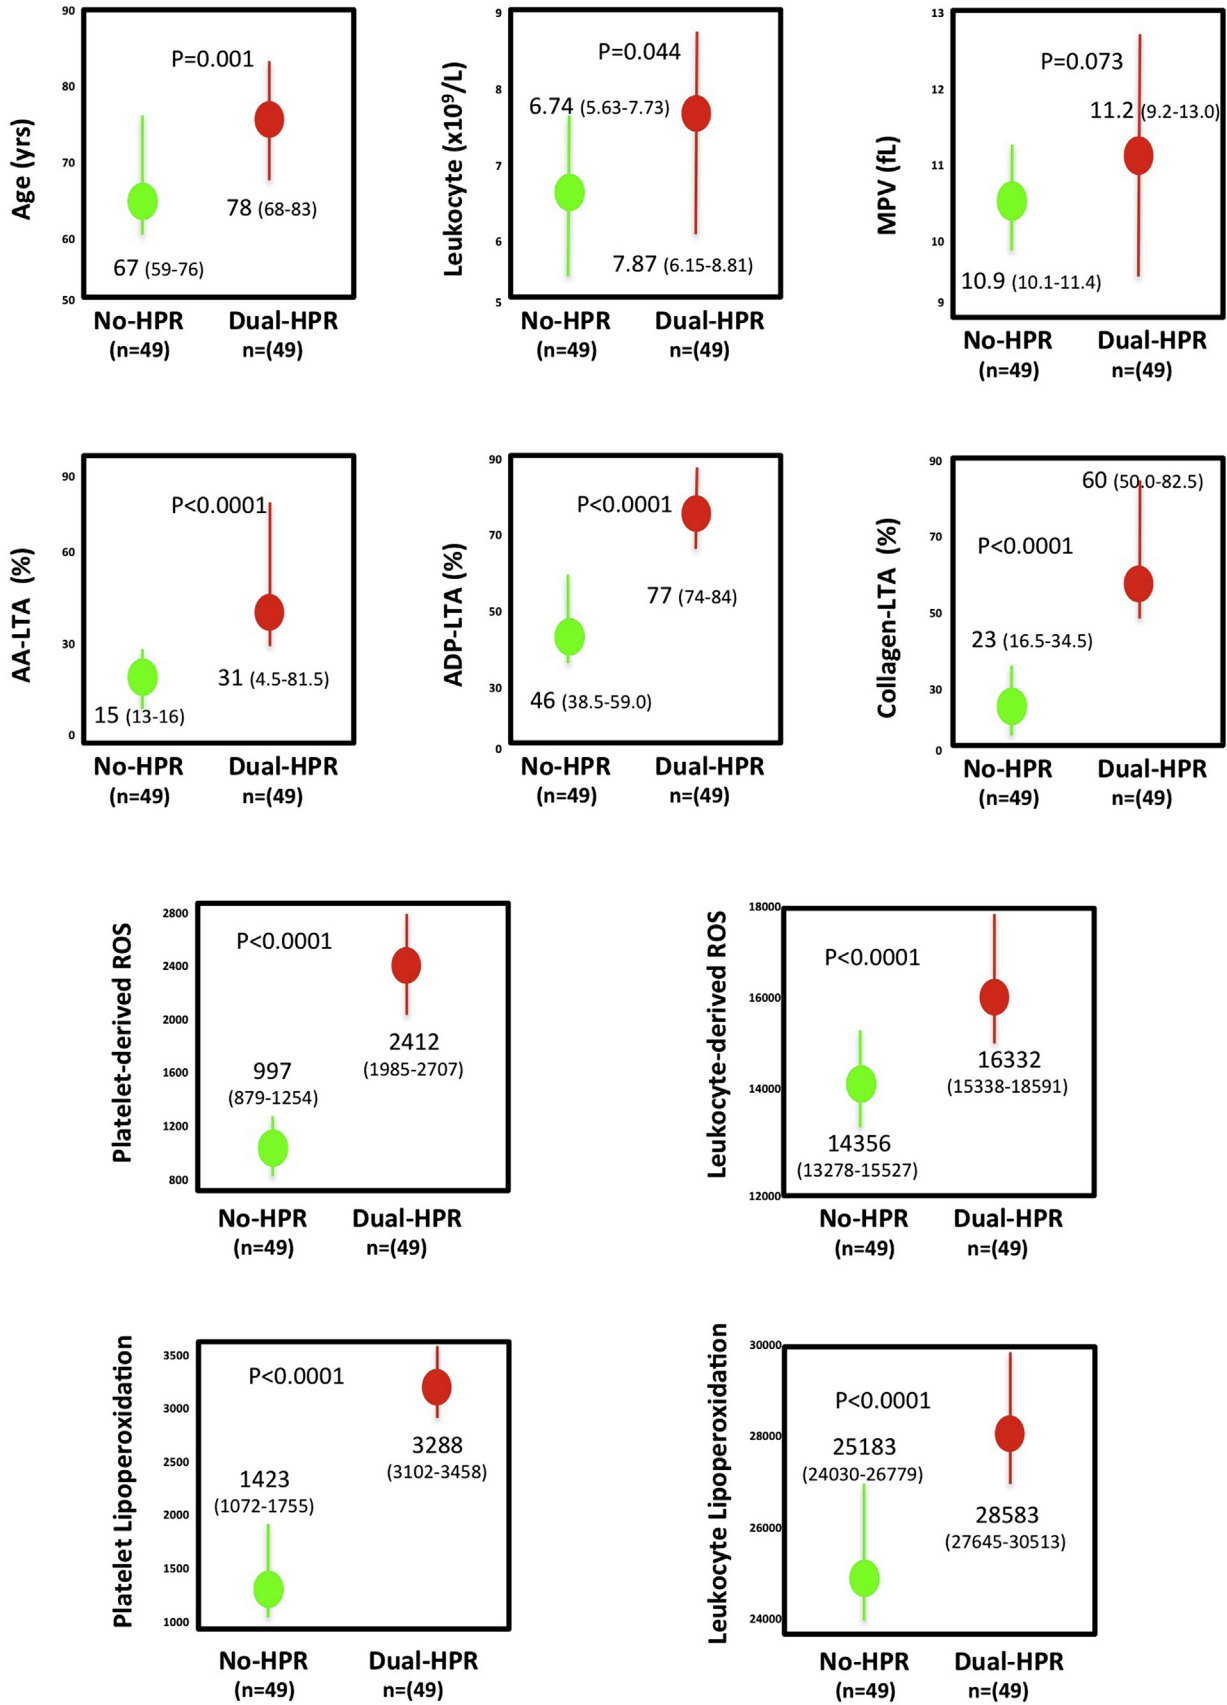 Age (yrs)
90
80
70
60
50
P=0.001
78 (68-83)
67 (59-76)
No-HPR
(n=49)
Dual-HPR
n=(49)
Leukocyte (x10⁹/L)
9
8
7
6
5
P=0.044
6.74 (5.63-7.73)
7.87 (6.15-8.81)
No-HPR
(n=49)
Dual-HPR
n=(49)
MPV (fL)
13
12
11
10
9
P=0.073
11.2 (9.2-13.0)
10.9 (10.1-11.4)
No-HPR
(n=49)
Dual-HPR
n=(49)
AA-LTA (%)
90
60
30
0
P<0.0001
31 (4.5-81.5)
15 (13-16)
No-HPR
(n=49)
Dual-HPR
n=(49)
ADP-LTA (%)
90
70
50
30
0
P<0.0001
77 (74-84)
46 (38.5-59.0)
No-HPR
(n=49)
Dual-HPR
n=(49)
Collagen-LTA (%)
90
70
50
30
0
60 (50.0-82.5)
P<0.0001
23 (16.5-34.5)
No-HPR
(n=49)
Dual-HPR
n=(49)
Platelet-derived ROS
2800
2400
2000
1600
1200
800
P<0.0001
2412
(1985-2707)
997
(879-1254)
No-HPR
(n=49)
Dual-HPR
n=(49)
Leukocyte-derived ROS
18000
16000
14000
12000
P<0.0001
16332
(15338-18591)
14356
(13278-15527)
No-HPR
(n=49)
Dual-HPR
n=(49)
Platelet Lipoperoxidation
3500
3000
2500
2000
1500
1000
P<0.0001
3288
(3102-3458)
1423
(1072-1755)
No-HPR
(n=49)
Dual-HPR
n=(49)
Leukocyte Lipoperoxidation
30000
28000
26000
24000
P<0.0001
25183
(24030-26779)
28583
(27645-30513)
No-HPR
(n=49)
Dual-HPR
n=(49)